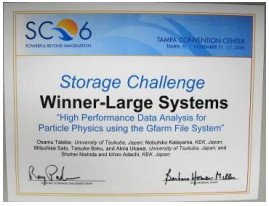 SC06
POWERFUL BEYOND IMAGINATION
TAMPA CONVENTION CENTER
TAMPA, FL | NOVEMBER 11-17, 2006
Storage Challenge
Winner-Large Systems
"High Performance Data Analysis for
Particle Physics using the Gfarm File System"
Osamu Tatebe, University of Tsukuba, Japan; Nobuhiko Katayama, KEK, Japan;
Mitsuhisa Sato, Taisuke Boku, and Akira Ukawa, University of Tsukuba, Japan; and
Shohei Nishida and Ichiro Adachi, KEK, Japan;